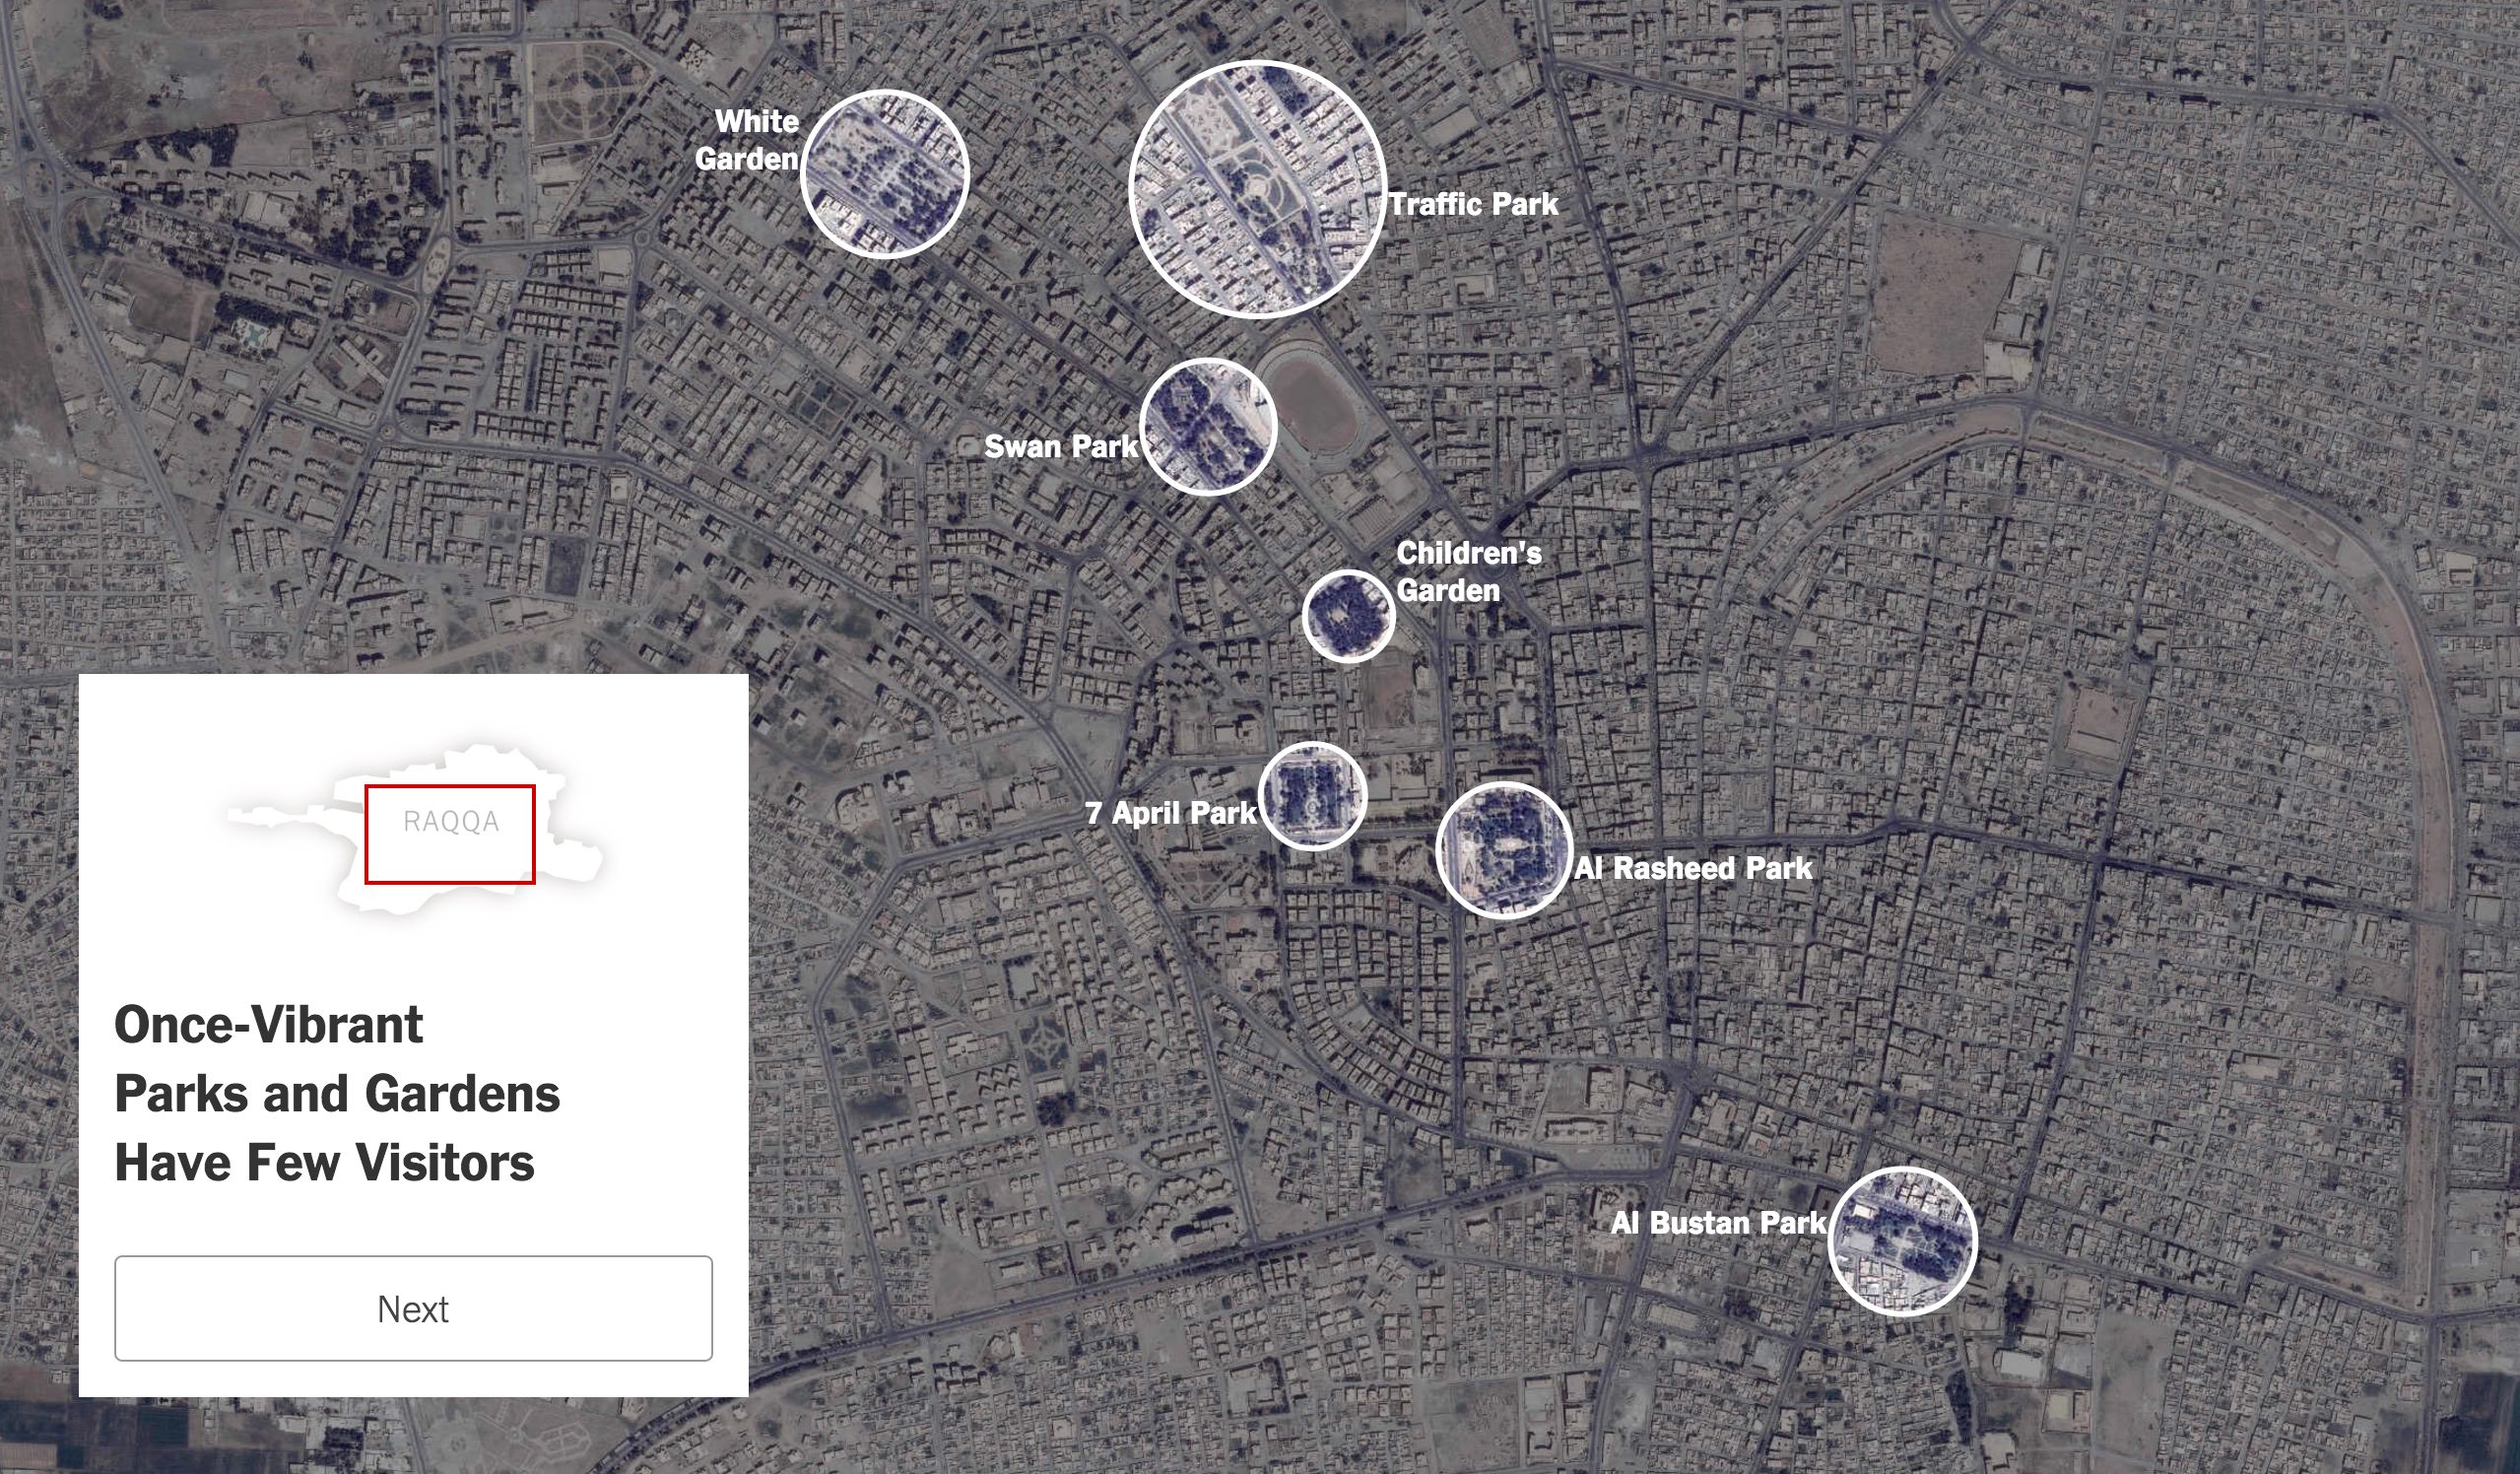 White
Garden
Traffic Park
Swan Park
Children's
Garden
7 April Park
Al Rasheed Park
Al Bustan Park
RAQQA
Once-Vibrant
Parks and Gardens
Have Few Visitors
Next